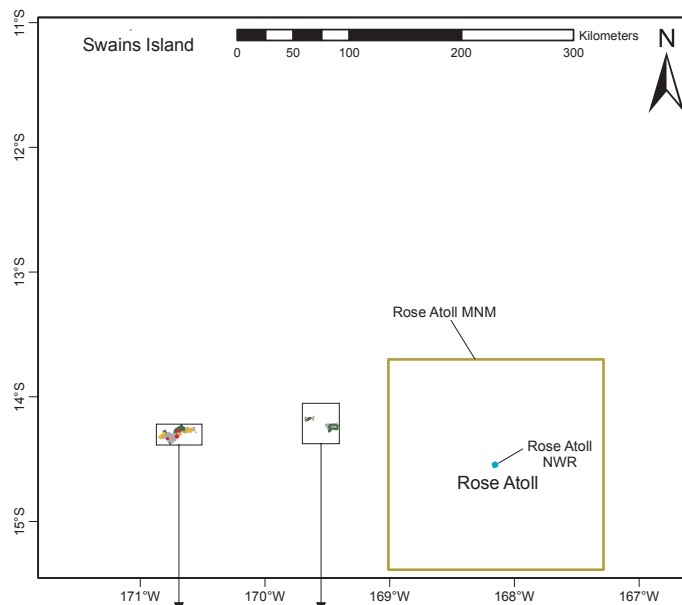 11°S
Swains Island
Kilometers
0 50 100 200 300
N
12°S
13°S
Rose Atoll MNM
14°S
Rose Atoll
NWR
Rose Atoll
15°S
171°W 170°W 169°W 168°W 167°W